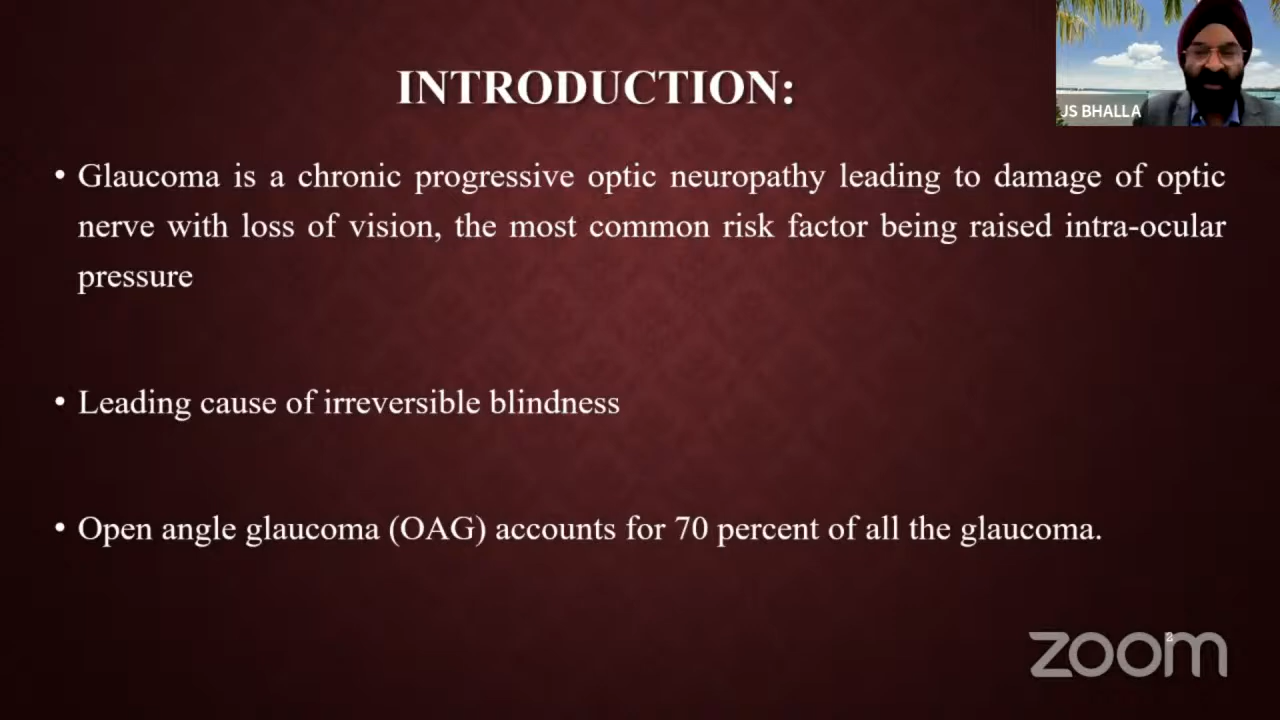 INTRODUCTION:
JS BHALLA
• Glaucoma is a chronic progressive optic neuropathy leading to damage of optic
nerve with loss of vision, the most common risk factor being raised intra-ocular
pressure
• Leading cause of irreversible blindness
• Open angle glaucoma (OAG) accounts for 70 percent of all the glaucoma.
2
zoom